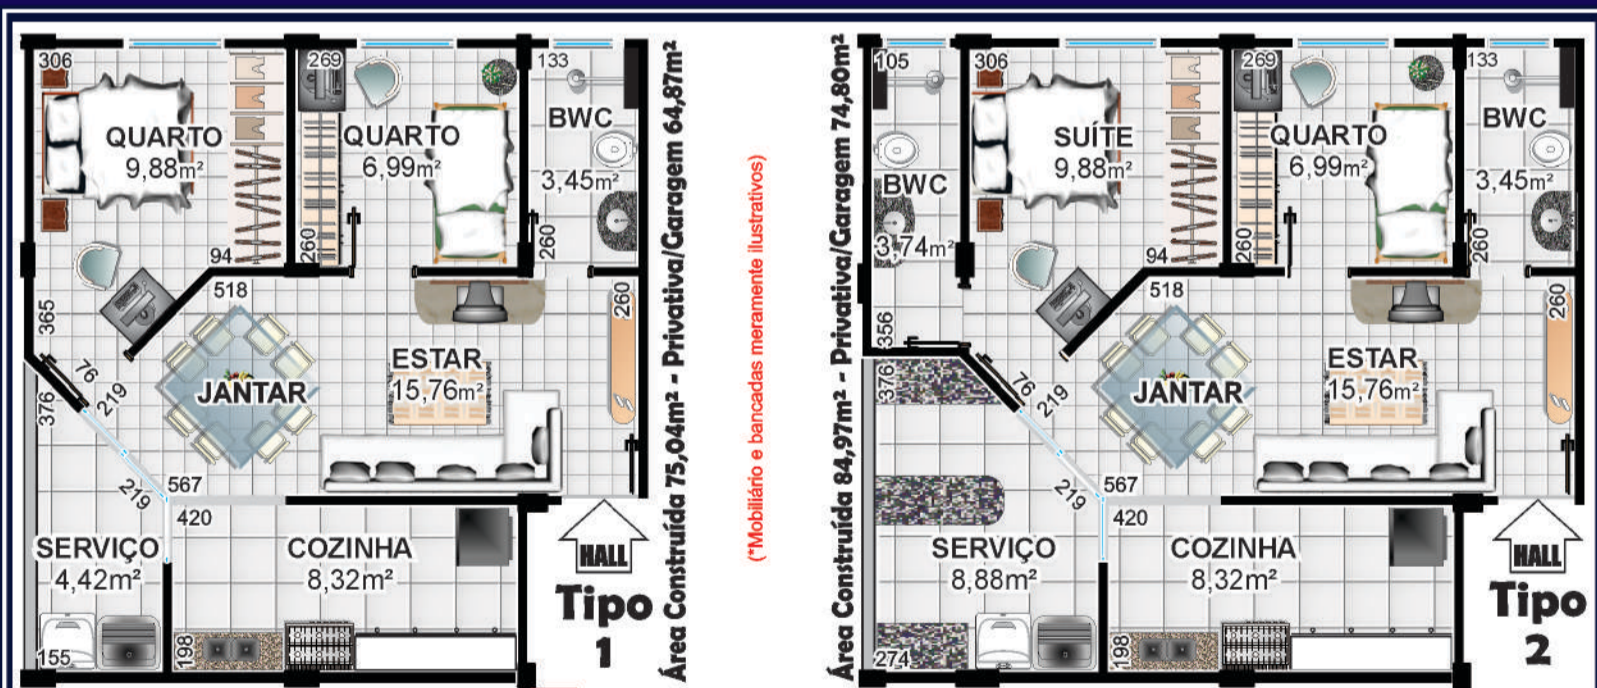 306
269
133
QUARTO
9,88m²
QUARTO
6,99m²
BWC
3,45m²
94
260
260
518
260
365
76
219
376
JANTAR
ESTAR
15,76m²
219
567
420
SERVIÇO
4,42m²
COZINHA
8,32m²
155
198
HALL
Tipo
1
Área Construída 75,04m² - Privativa/Garagem 64,87m²
(*Mobiliário e bancadas meramente ilustrativos)
Área Construída 84,97m² - Privativa/Garagem 74,80m²
105
306
269
133
BWC
3,74m²
SUÍTE
9,88m²
QUARTO
6,99m²
BWC
3,45m²
94
260
260
518
260
356
76
219
376
JANTAR
ESTAR
15,76m²
219
567
420
SERVIÇO
8,88m²
COZINHA
8,32m²
274
198
HALL
Tipo
2